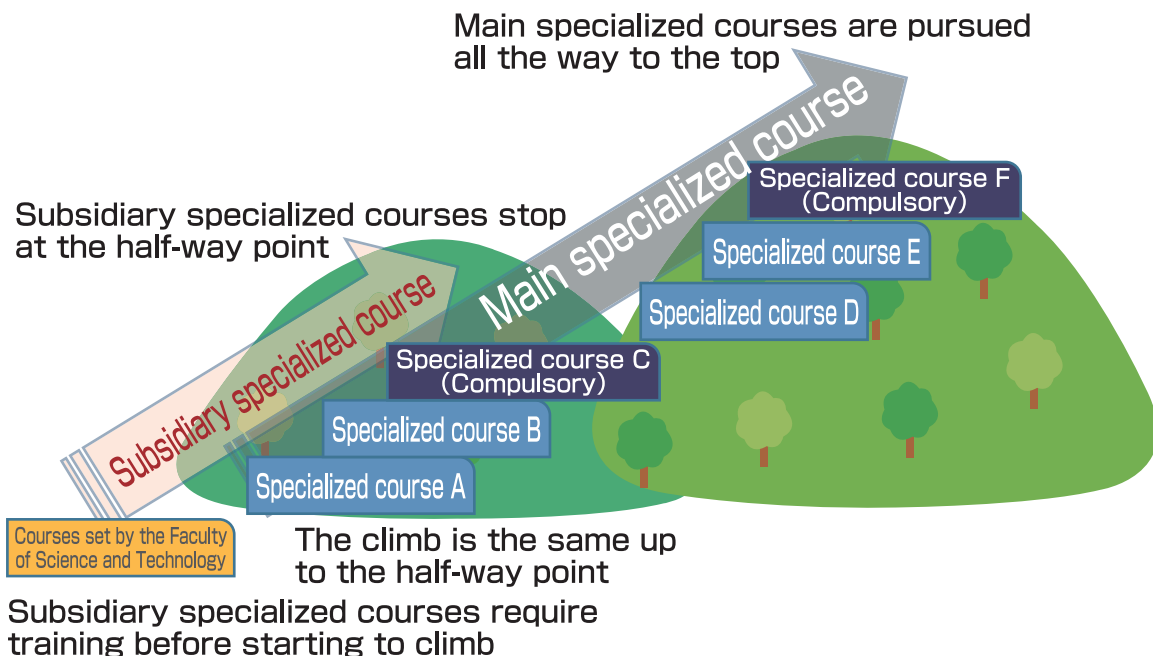 Main specialized courses are pursued
all the way to the top
Main specialized course
Specialized course F
(Compulsory)
Specialized course E
Specialized course D
Subsidiary specialized courses stop
at the half-way point
Subsidiary specialized course
Specialized course C
(Compulsory)
Specialized course B
Specialized course A
Courses set by the Faculty
of Science and Technology
The climb is the same up
to the half-way point
Subsidiary specialized courses require
training before starting to climb